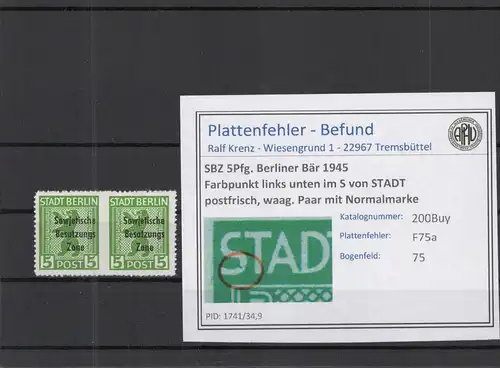 STADT BERLIN STADT BERLIN
Sowjetische Sowjetische
Besatzungs Besatzungs
Zone Zone
5 POST 5 5 POST 5
Plattenfehler - Befund
Ralf Krenz - Wiesengrund 1 - 22967 Tremsbüttel
SBZ 5Pfg. Berliner Bär 1945
Farbpunkt links unten im S von STADT
postfrisch, waag. Paar mit Normalmarke
Katalognummer: 200Buy
Plattenfehler: F75a
Bogenfeld: 75
STADT
PID: 1741/34,9